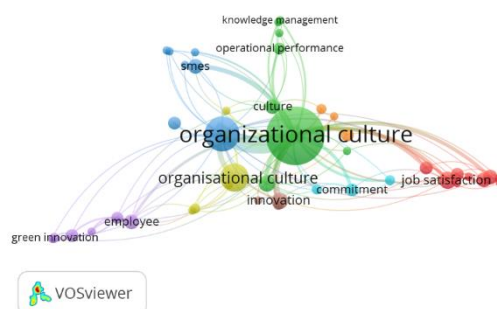 knowledge management
operational performance
smes
culture
organizational culture
organisational culture
job satisfaction
commitment
innovation
employee
green innovation
VOSviewer